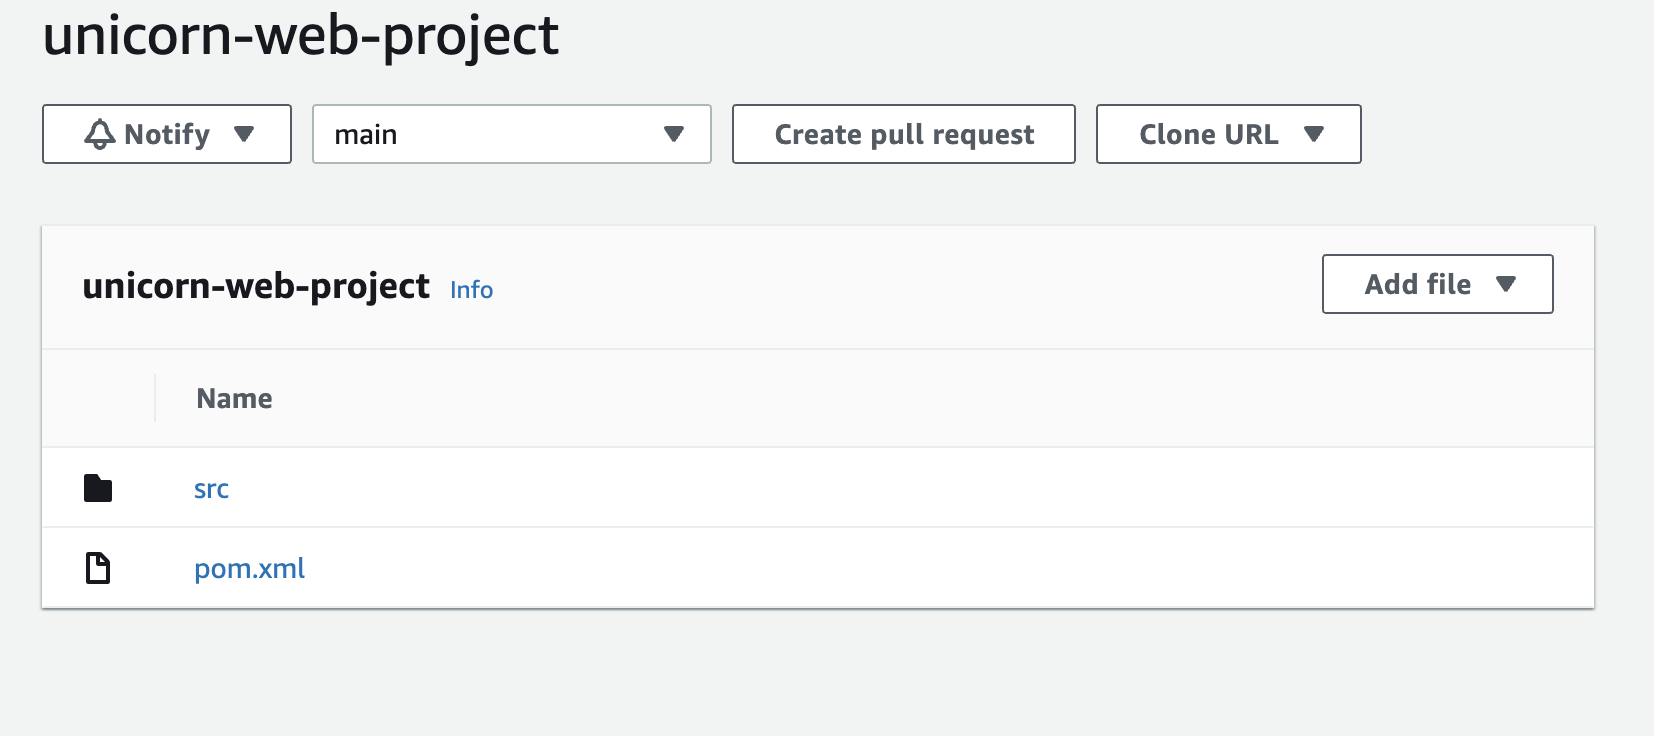 unicorn-web-project
Notify main Create pull request Clone URL
unicorn-web-project Info Add file
Name
src
pom.xml